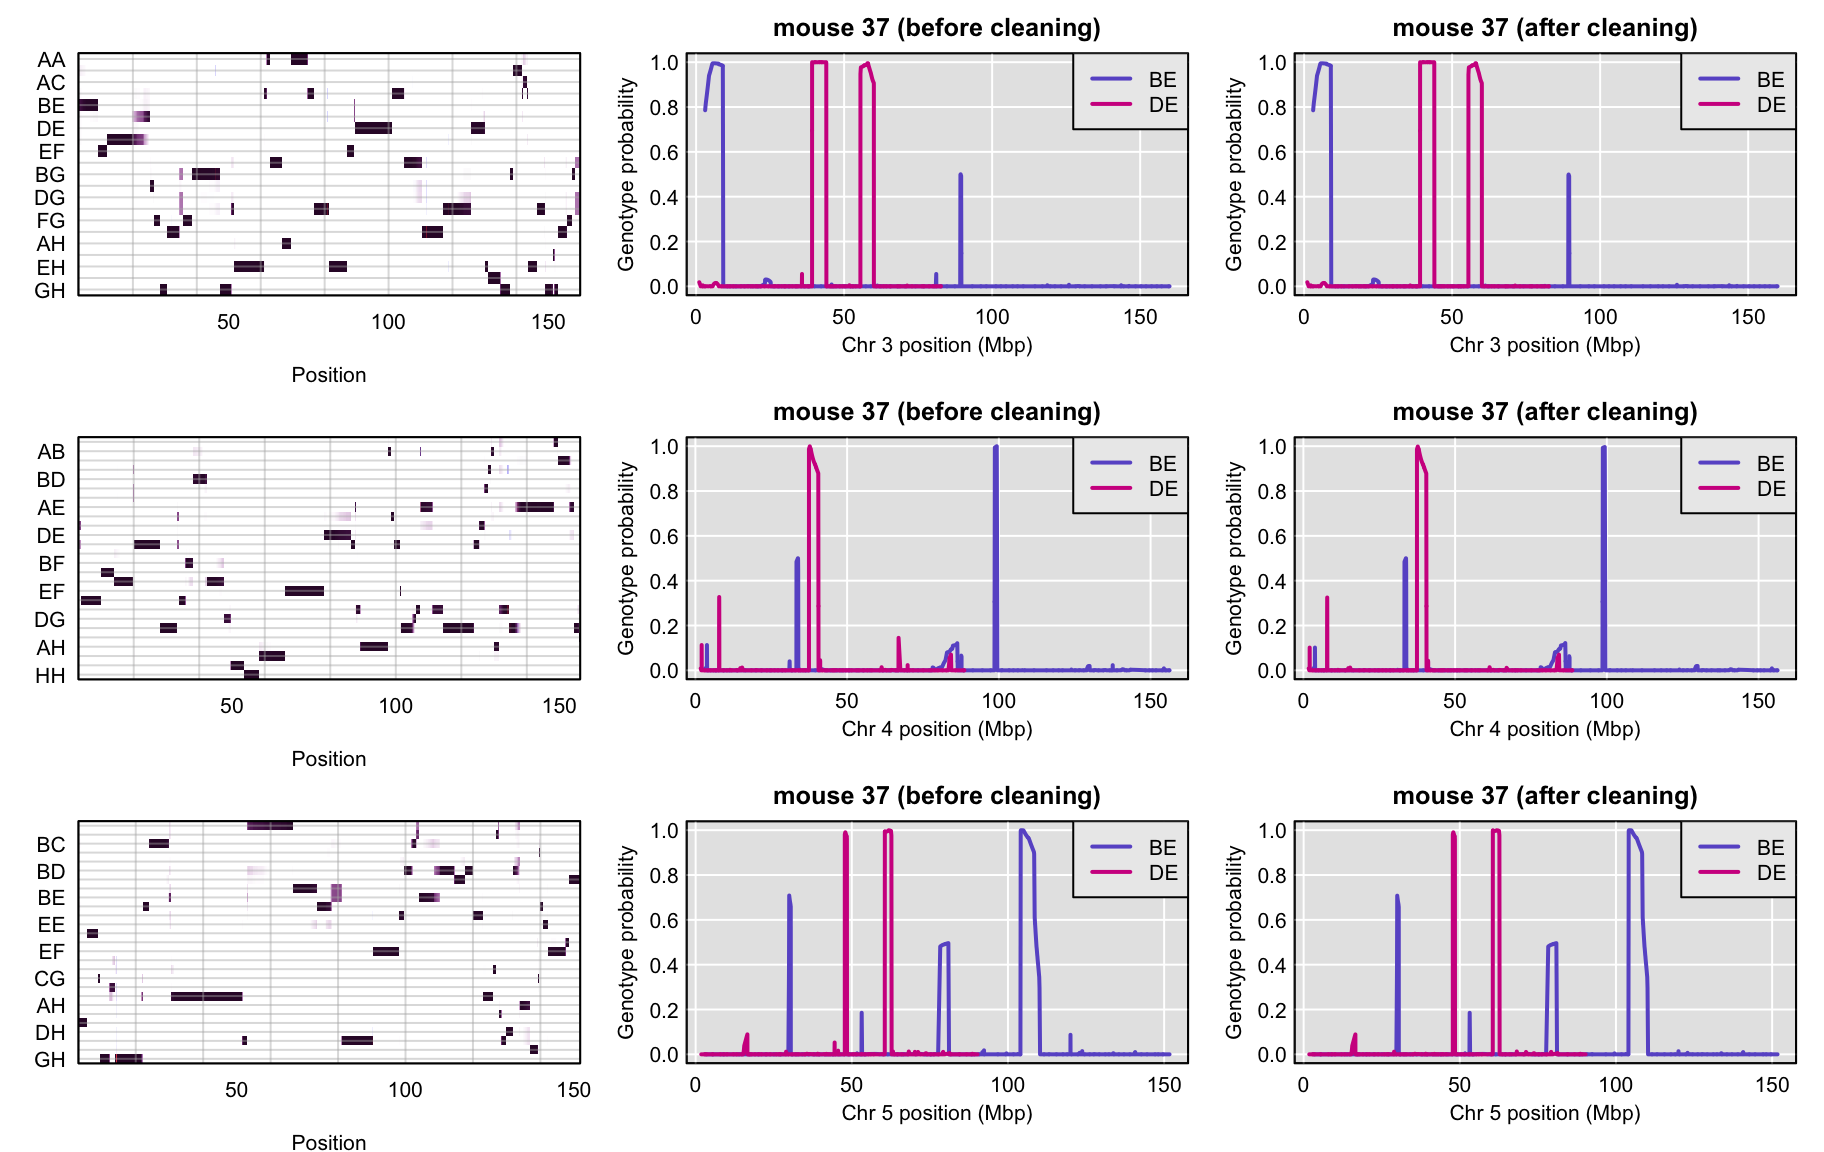 mouse 37 (before cleaning)
mouse 37 (after cleaning)
AA
AC
BE
DE
EF
BG
DG
FG
AH
EH
GH
50
100
150
Position
Genotype probability
1.0
0.8
0.6
0.4
0.2
0.0
0
50
100
150
Chr 3 position (Mbp)
BE
DE
Genotype probability
1.0
0.8
0.6
0.4
0.2
0.0
0
50
100
150
Chr 3 position (Mbp)
BE
DE
mouse 37 (before cleaning)
mouse 37 (after cleaning)
AB
BD
AE
DE
BF
EF
DG
AH
HH
50
100
150
Position
Genotype probability
1.0
0.8
0.6
0.4
0.2
0.0
0
50
100
150
Chr 4 position (Mbp)
BE
DE
Genotype probability
1.0
0.8
0.6
0.4
0.2
0.0
0
50
100
150
Chr 4 position (Mbp)
BE
DE
mouse 37 (before cleaning)
mouse 37 (after cleaning)
BC
BD
BE
EE
EF
CG
AH
DH
GH
50
100
150
Position
Genotype probability
1.0
0.8
0.6
0.4
0.2
0.0
0
50
100
150
Chr 5 position (Mbp)
BE
DE
Genotype probability
1.0
0.8
0.6
0.4
0.2
0.0
0
50
100
150
Chr 5 position (Mbp)
BE
DE